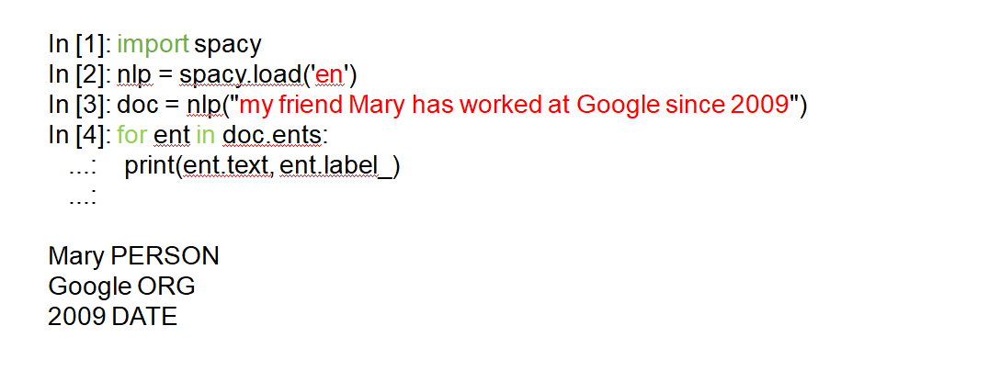 In [1]: import spacy
In [2]: nlp = spacy.load('en')
In [3]: doc = nlp("my friend Mary has worked at Google since 2009")
In [4]: for ent in doc.ents:
...: print(ent.text, ent.label_)
...:
Mary PERSON
Google ORG
2009 DATE